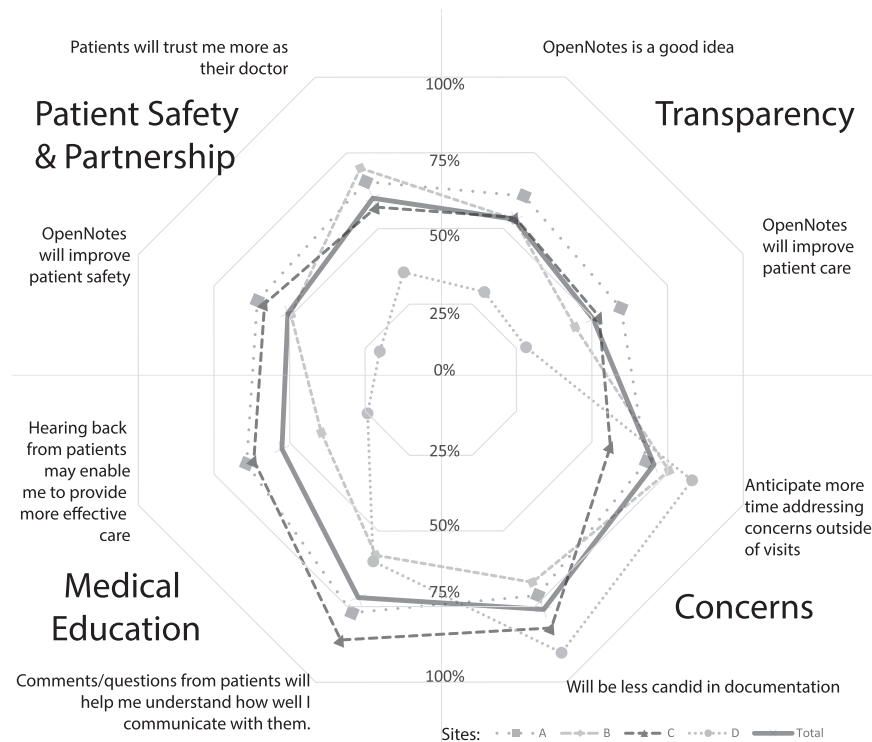 Patients will trust me more as
their doctor
OpenNotes is a good idea
100%
Patient Safety
& Partnership
Transparency
75%
50%
OpenNotes
will improve
patient safety
OpenNotes
will improve
patient care
25%
0%
Hearing back
from patients
may enable
me to provide
more effective
care
25%
Anticipate more
time addressing
concerns outside
of visits
50%
75%
Medical
Education
Concerns
100%
Comments/questions from patients will
help me understand how well I
communicate with them.
Will be less candid in documentation
Sites: A B C D Total